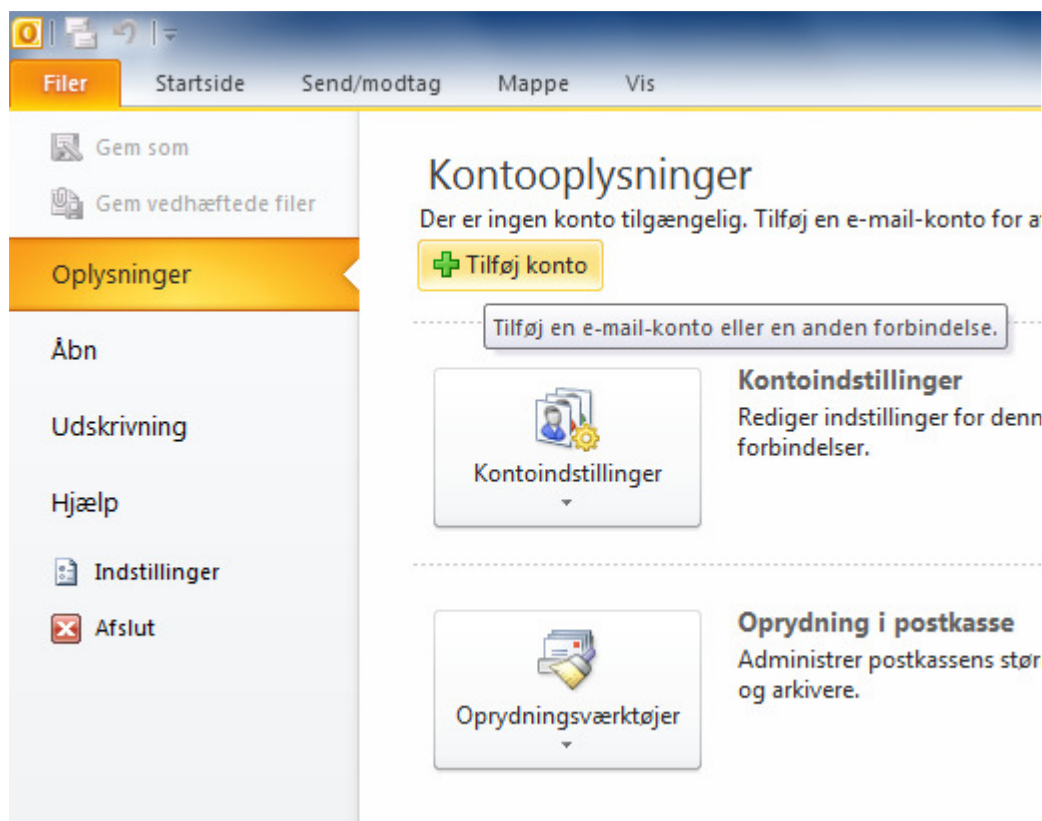 Filer Startside Send/modtag Mappe Vis
Gem som
Gem vedhæftede filer
Oplysninger
Åbn
Udskrivning
Hjælp
Indstillinger
Afslut
Kontooplysninger
Der er ingen konto tilgængelig. Tilføj en e-mail-konto for
Tilføj konto
Tilføj en e-mail-konto eller en anden forbindelse.
Kontoindstillinger
Kontoindstillinger
Rediger indstillinger for
forbindelser.
Oprydningsværktøjer
Oprydning i postkasse
Administrer postkassens
og arkivere.